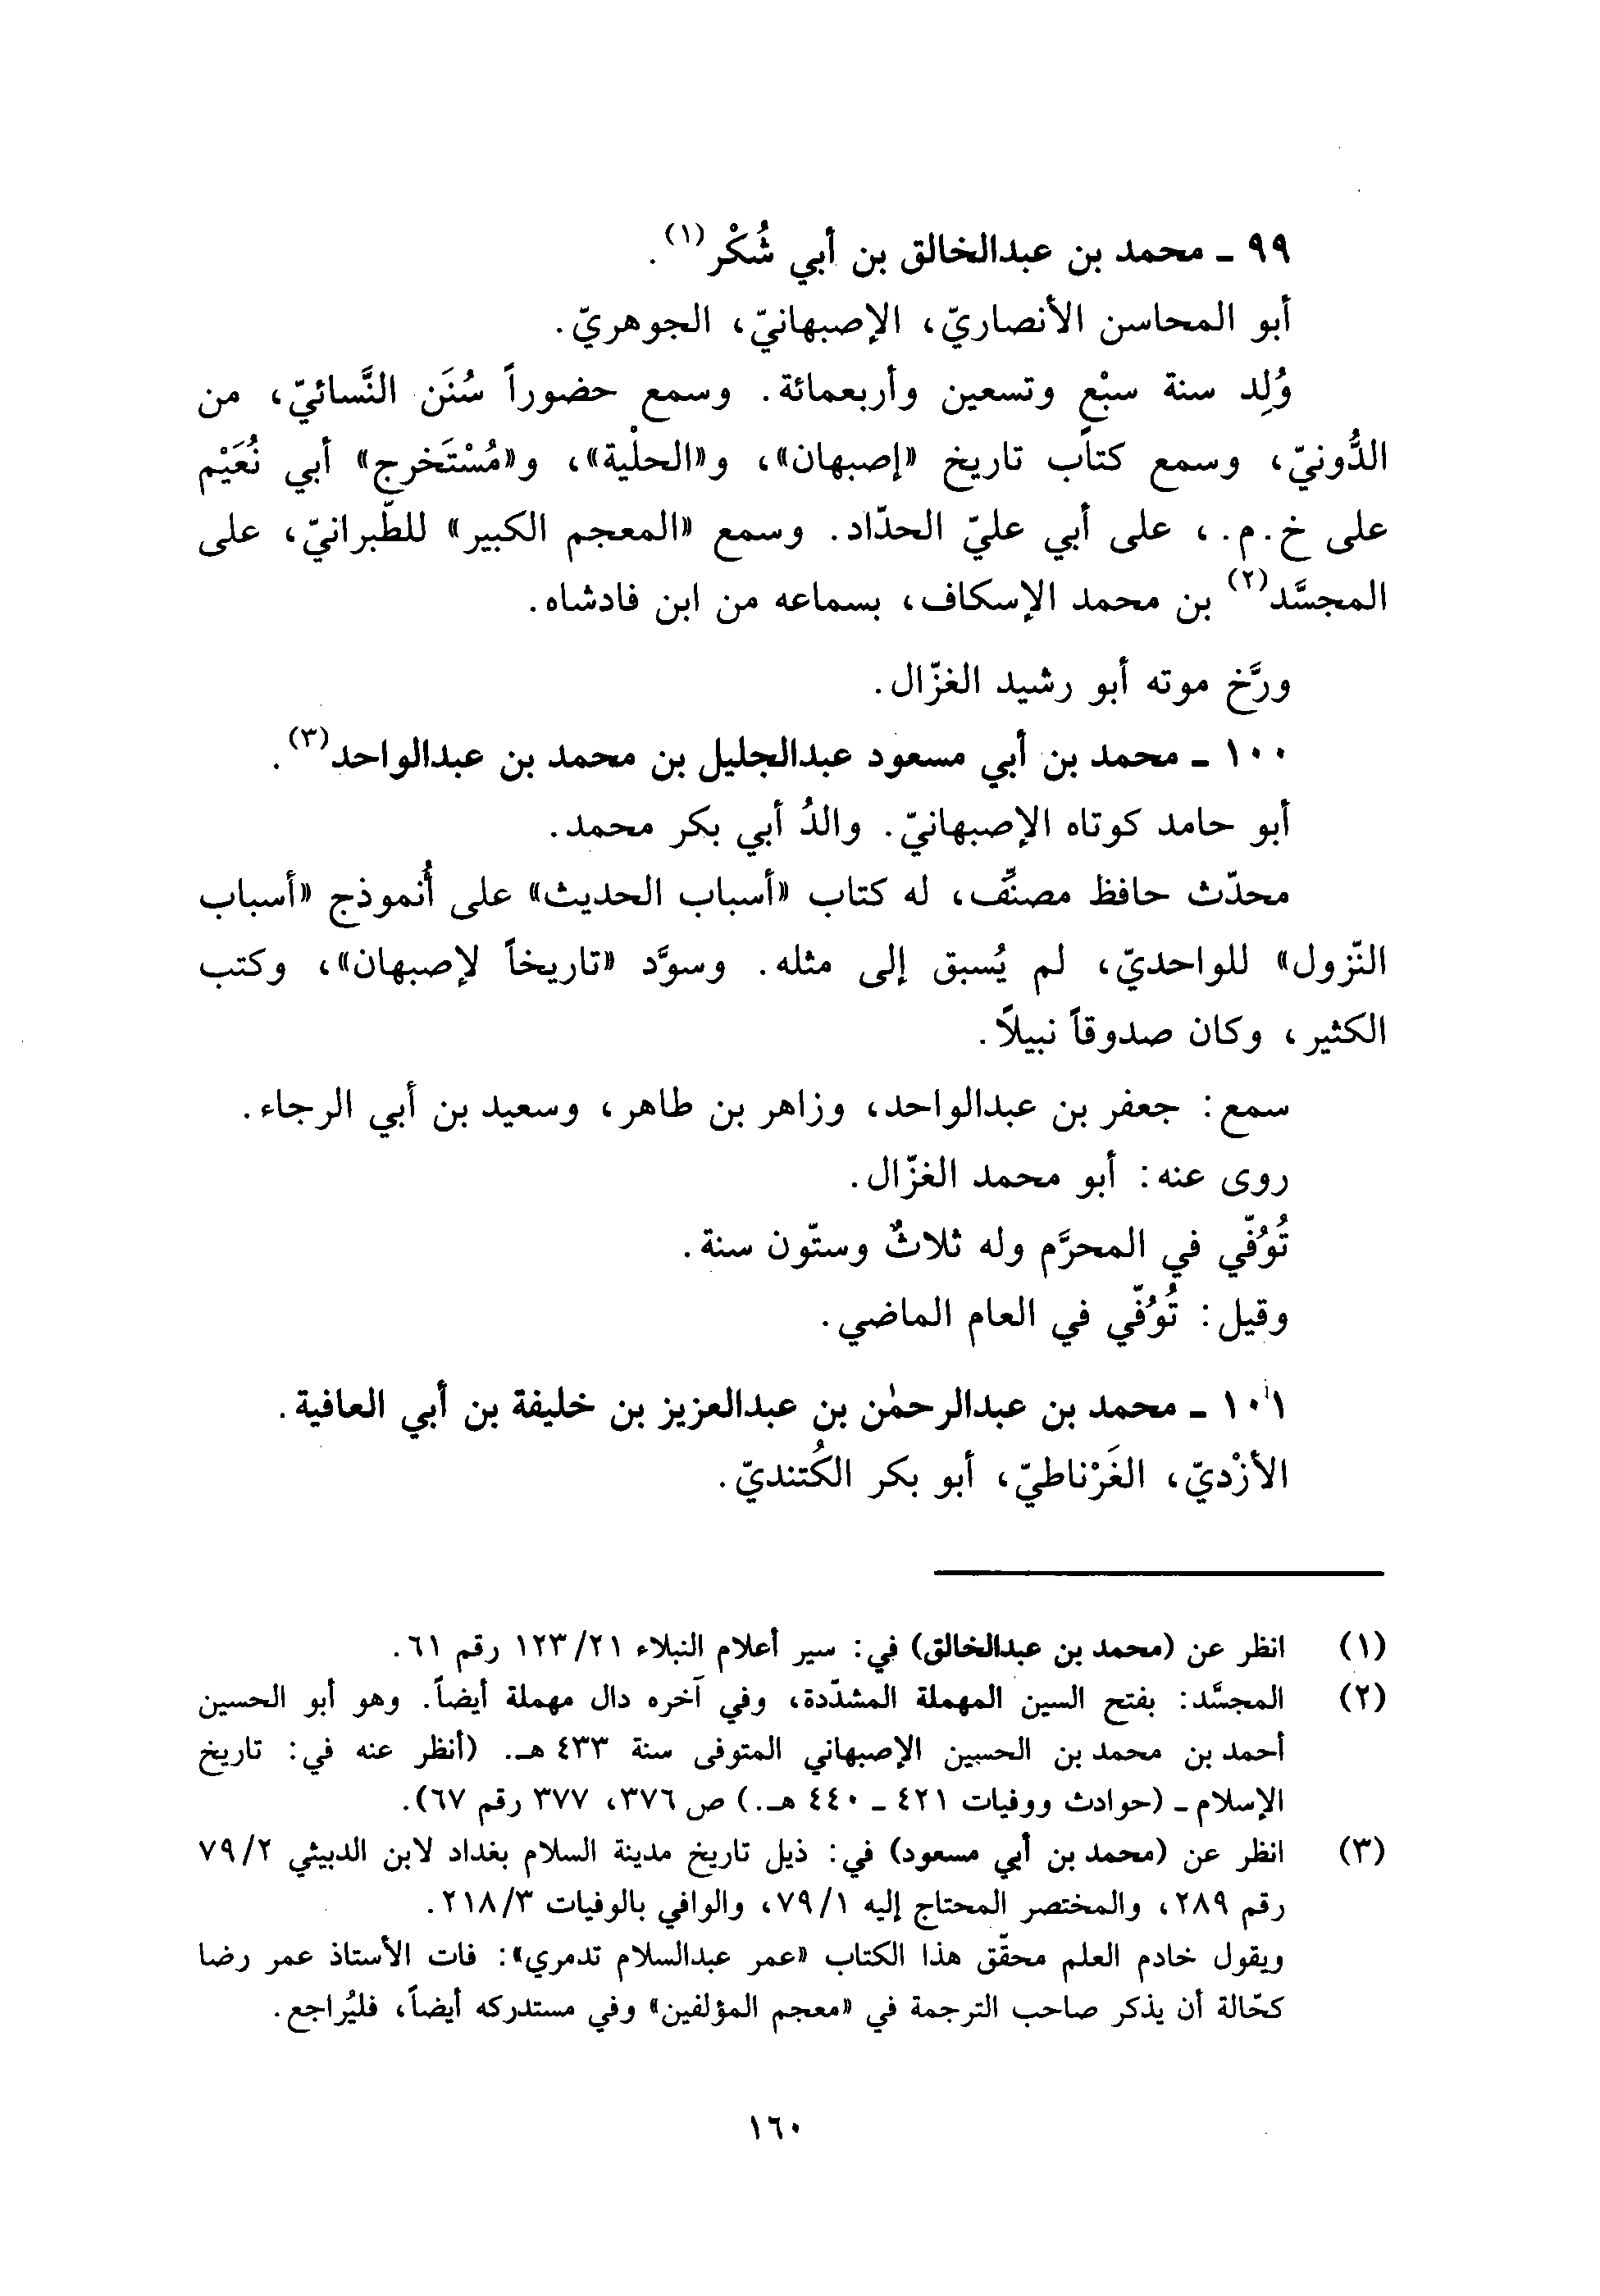 ٩٩ ـ محمد بن عبدالخالق بن أبي شُكْر(١).
أبو المحاسن الأنصاريّ، الإصبهانيّ، الجوهريّ.
وُلِد سنة سبْع وتسعين وأربعمائة. وسمع حضوراً سُنَن النَّسائيّ، من
الدُّونيّ، وسمع كتاب تاريخ «إصبهان»، و«الحلْية»، و«مُسْتَخرج» أبي نُعَيْم
على خ.م.، على أبي عليّ الحدّاد. وسمع «المعجم الكبير» للطّبرانيّ، على
المجسَّد(٢) بن محمد الإسكاف، بسماعه من ابن فادشاه.
ورَّخ موته أبو رشيد الغزّال.
١٠٠ ـ محمد بن أبي مسعود عبدالجليل بن محمد بن عبدالواحد(٣).
أبو حامد كوتاه الإصبهانيّ. والدُ أبي بكر محمد.
محدّث حافظ مصنِّف، له كتاب «أسباب الحديث» على أُنموذج «أسباب
النّزول» للواحديّ، لم يُسبق إلى مثله. وسوَّد «تاريخاً لإصبهان»، وكتب
الكثير، وكان صدوقاً نبيلاً.
سمع: جعفر بن عبدالواحد، وزاهر بن طاهر، وسعيد بن أبي الرجاء.
روى عنه: أبو محمد الغزّال.
تُوُفّي في المحرَّم وله ثلاثٌ وستّون سنة.
وقيل: تُوُفّي في العام الماضي.
١٠١ ـ محمد بن عبدالرحمٰن بن عبدالعزيز بن خليفة بن أبي العافية.
الأزْديّ، الغَرْناطيّ، أبو بكر الكُتنديّ.
(١) انظر عن (محمد بن عبدالخالق) في: سير أعلام النبلاء ١٢٣/٢١ رقم ٦١.
(٢) المجسَّد: بفتح السين المهملة المشدّدة، وفي آخره دال مهملة أيضاً. وهو أبو الحسين
أحمد بن محمد بن الحسين الإصبهاني المتوفى سنة ٤٣٣ هـ. (أنظر عنه في: تاريخ
الإسلام ـ (حوادث ووفيات ٤٢١ ـ ٤٤٠ هـ.) ص ٣٧٦، ٣٧٧ رقم ٦٧).
(٣) انظر عن (محمد بن أبي مسعود) في: ذيل تاريخ مدينة السلام بغداد لابن الدبيثي ٧٩/٢
رقم ٢٨٩، والمختصر المحتاج إليه ٧٩/١، والوافي بالوفيات ٢١٨/٣.
ويقول خادم العلم محقّق هذا الكتاب «عمر عبدالسلام تدمري»: فات الأستاذ عمر رضا
كحّالة أن يذكر صاحب الترجمة في «معجم المؤلفين» وفي مستدركه أيضاً، فليُراجع.
١٦٠